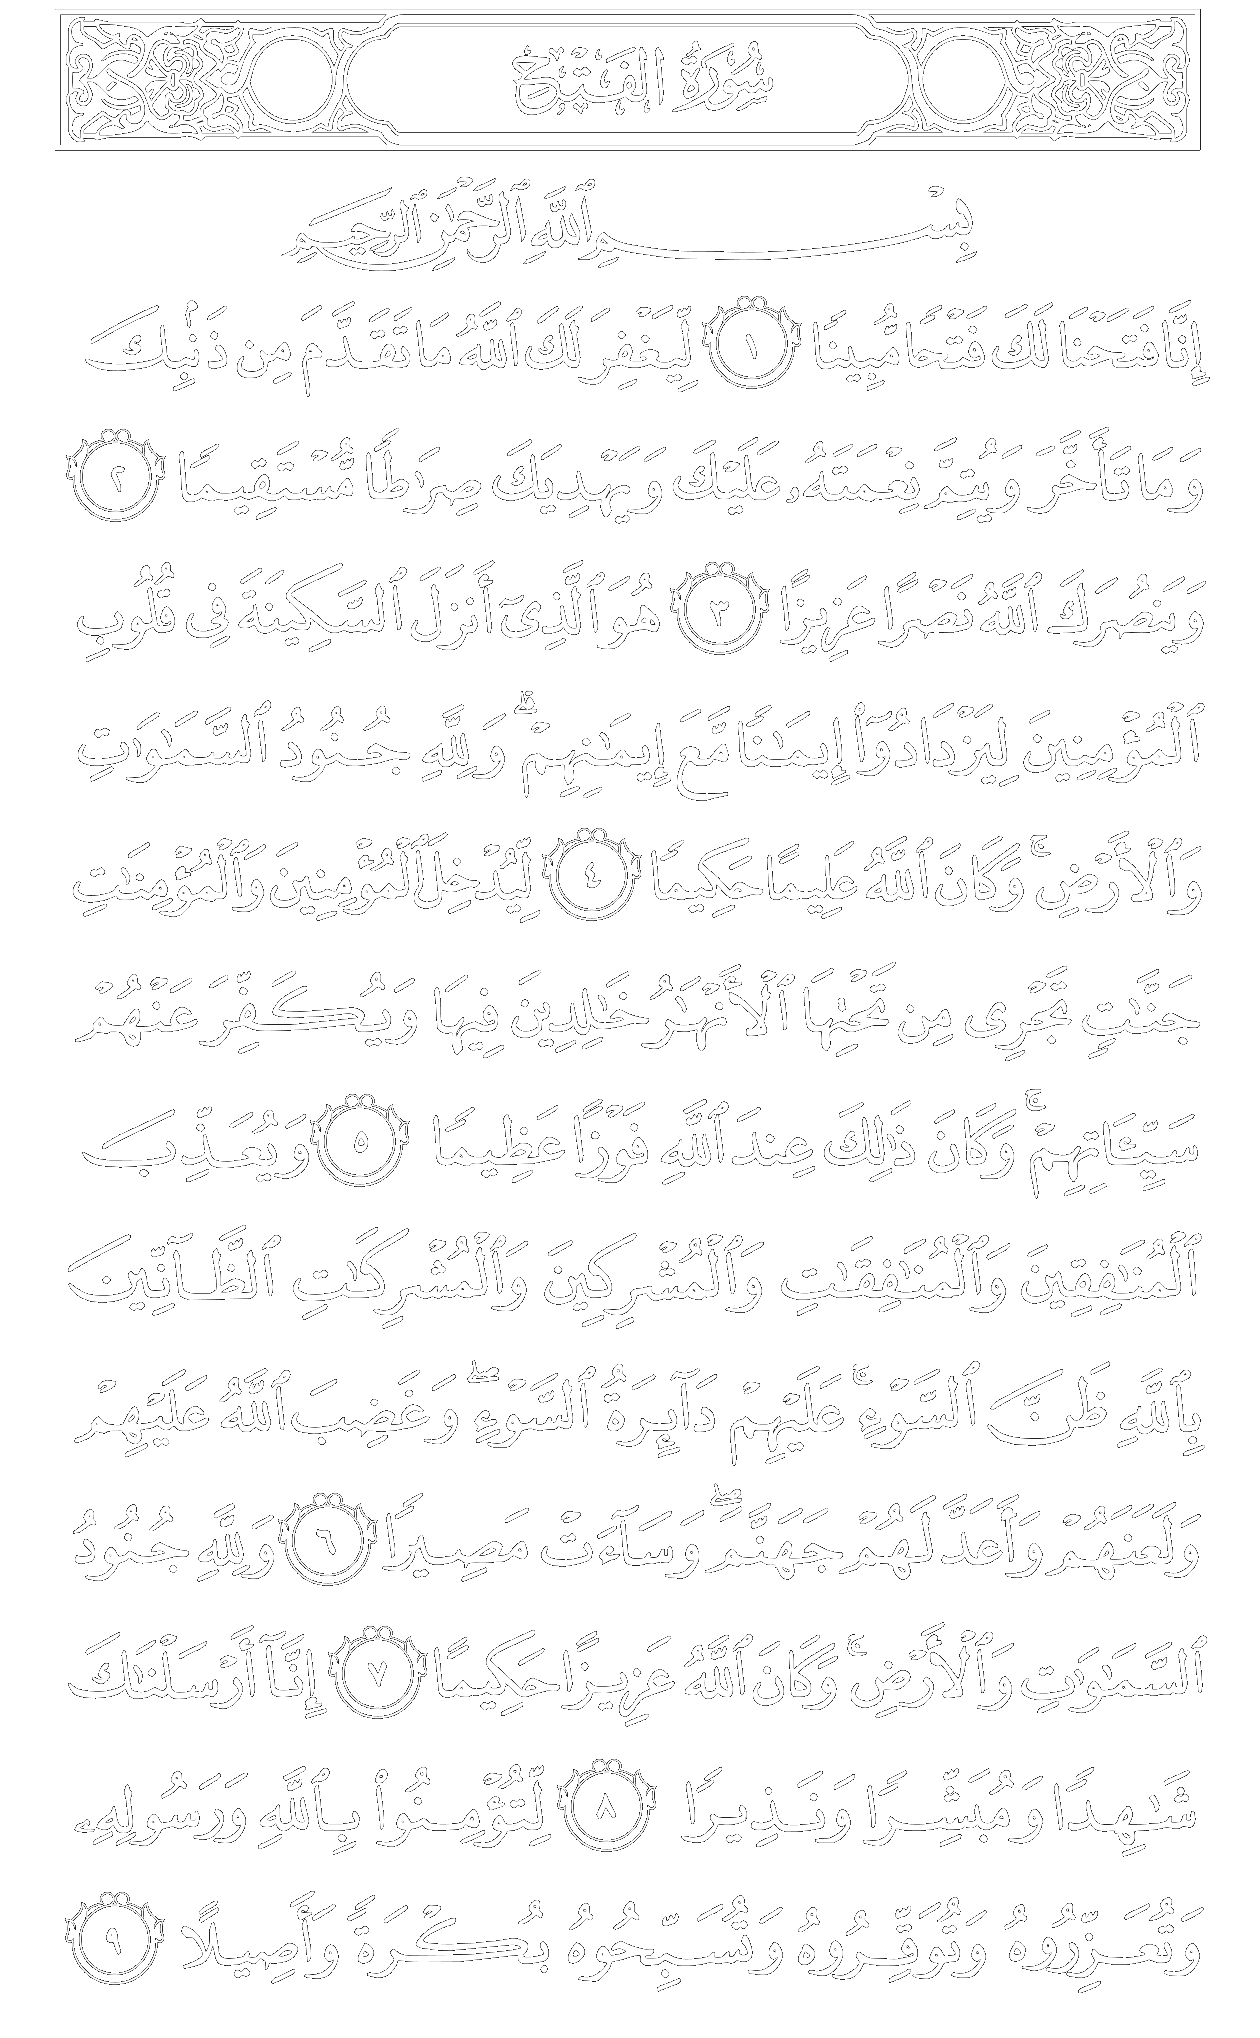 سُورَةُ الفَتْحِ
بِسْمِ ٱللَّهِ ٱلرَّحْمَٰنِ ٱلرَّحِيمِ
إِنَّا فَتَحْنَا لَكَ فَتْحًا مُّبِينًا ١ لِّيَغْفِرَ لَكَ ٱللَّهُ مَا تَقَدَّمَ مِن ذَنۢبِكَ
وَمَا تَأَخَّرَ وَيُتِمَّ نِعْمَتَهُۥ عَلَيْكَ وَيَهْدِيَكَ صِرَٰطًا مُّسْتَقِيمًا ٢
وَيَنصُرَكَ ٱللَّهُ نَصْرًا عَزِيزًا ٣ هُوَ ٱلَّذِىٓ أَنزَلَ ٱلسَّكِينَةَ فِى قُلُوبِ
ٱلْمُؤْمِنِينَ لِيَزْدَادُوٓا۟ إِيمَٰنًا مَّعَ إِيمَٰنِهِمْ ۗ وَلِلَّهِ جُنُودُ ٱلسَّمَٰوَٰتِ
وَٱلْأَرْضِ ۚ وَكَانَ ٱللَّهُ عَلِيمًا حَكِيمًا ٤ لِّيُدْخِلَ ٱلْمُؤْمِنِينَ وَٱلْمُؤْمِنَٰتِ
جَنَّٰتٍ تَجْرِى مِن تَحْتِهَا ٱلْأَنْهَٰرُ خَٰلِدِينَ فِيهَا وَيُكَفِّرَ عَنْهُمْ
سَيِّـَٔاتِهِمْ ۚ وَكَانَ ذَٰلِكَ عِندَ ٱللَّهِ فَوْزًا عَظِيمًا ٥ وَيُعَذِّبَ
ٱلْمُنَٰفِقِينَ وَٱلْمُنَٰفِقَٰتِ وَٱلْمُشْرِكِينَ وَٱلْمُشْرِكَٰتِ ٱلظَّآنِّينَ
بِٱللَّهِ ظَنَّ ٱلسَّوْءِ ۚ عَلَيْهِمْ دَآئِرَةُ ٱلسَّوْءِ ۖ وَغَضِبَ ٱللَّهُ عَلَيْهِمْ
وَلَعَنَهُمْ وَأَعَدَّ لَهُمْ جَهَنَّمَ ۖ وَسَآءَتْ مَصِيرًا ٦ وَلِلَّهِ جُنُودُ
ٱلسَّمَٰوَٰتِ وَٱلْأَرْضِ ۚ وَكَانَ ٱللَّهُ عَزِيزًا حَكِيمًا ٧ إِنَّآ أَرْسَلْنَٰكَ
شَٰهِدًا وَمُبَشِّرًا وَنَذِيرًا ٨ لِّتُؤْمِنُوا۟ بِٱللَّهِ وَرَسُولِهِۦ
وَتُعَزِّرُوهُ وَتُوَقِّرُوهُ وَتُسَبِّحُوهُ بُكْرَةً وَأَصِيلًا ٩